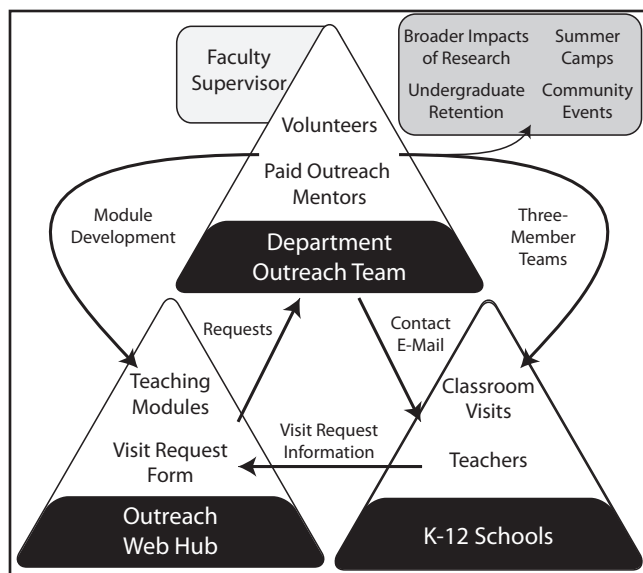 Faculty
Supervisor
Broader Impacts
of Research
Summer
Camps
Undergraduate
Retention
Community
Events
Volunteers
Paid Outreach
Mentors
Department
Outreach Team
Module
Development
Three-
Member
Teams
Requests
Contact
E-Mail
Teaching
Modules
Visit Request
Form
Outreach
Web Hub
Visit Request
Information
Classroom
Visits
Teachers
K-12 Schools